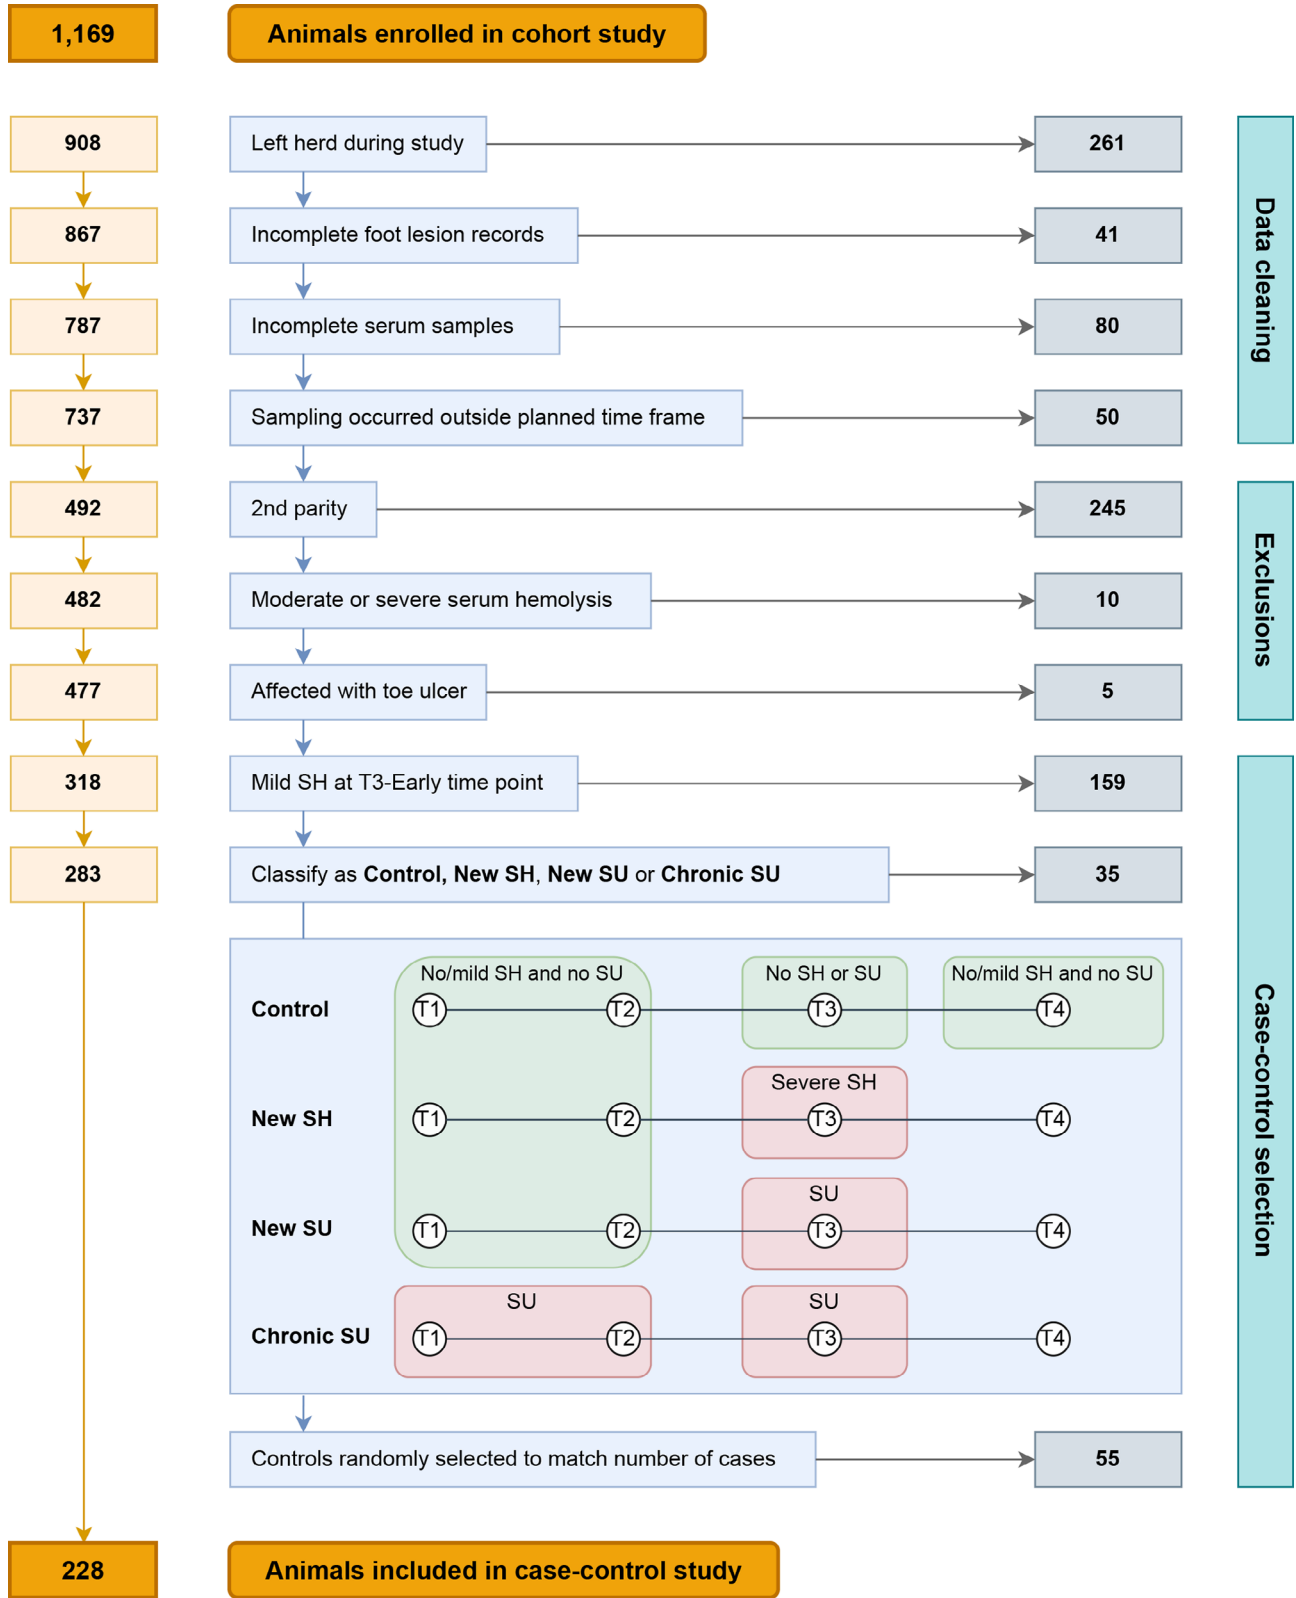 1,169
Animals enrolled in cohort study
908
Left herd during study
261
867
Incomplete foot lesion records
41
787
Incomplete serum samples
80
737
Sampling occurred outside planned time frame
50
Data cleaning
492
2nd parity
245
482
Moderate or severe serum hemolysis
10
477
Affected with toe ulcer
5
Exclusions
318
Mild SH at T3-Early time point
159
283
Classify as Control, New SH, New SU or Chronic SU
35
No/mild SH and no SU
No SH or SU
No/mild SH and no SU
Control
T1
T2
T3
T4
Severe SH
New SH
T1
T2
T3
T4
SU
New SU
T1
T2
T3
T4
SU
SU
Chronic SU
T1
T2
T3
T4
Controls randomly selected to match number of cases
55
Case-control selection
228
Animals included in case-control study